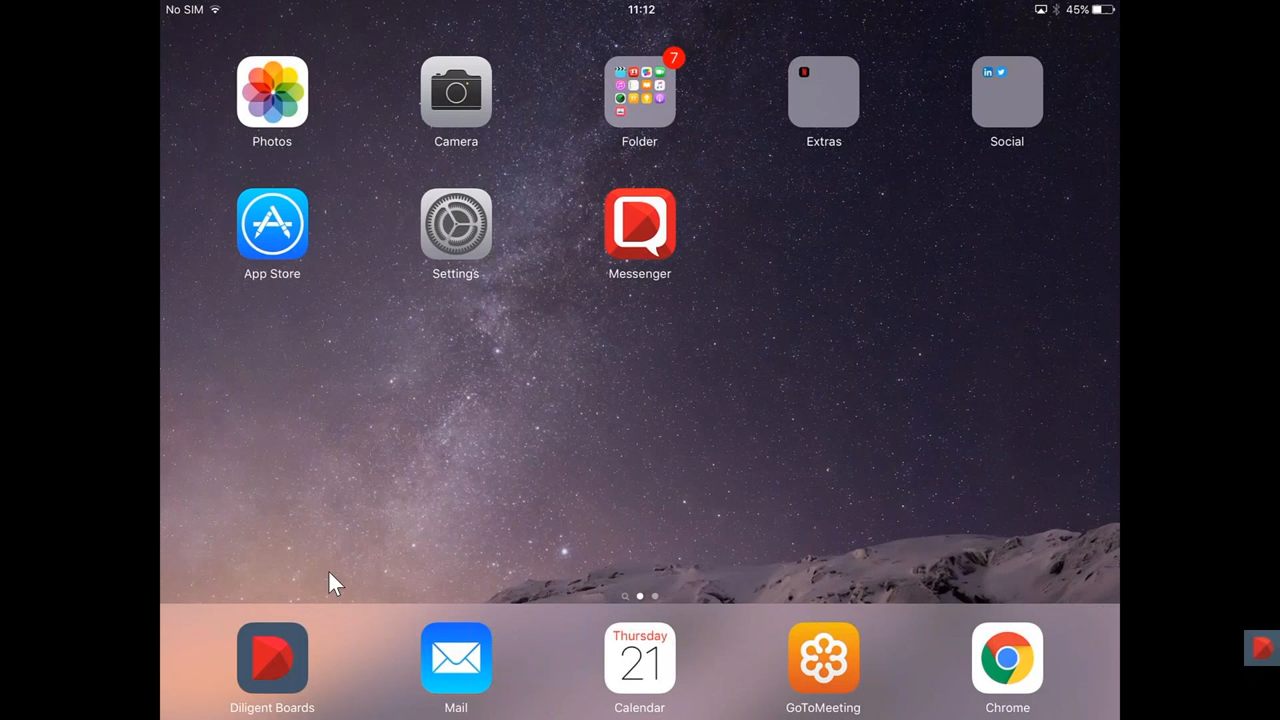 No SIM
11:12
45%
7
Photos
Camera
Folder
Extras
Social
App Store
Settings
Messenger
Thursday
21
Diligent Boards
Mail
Calendar
GoToMeeting
Chrome